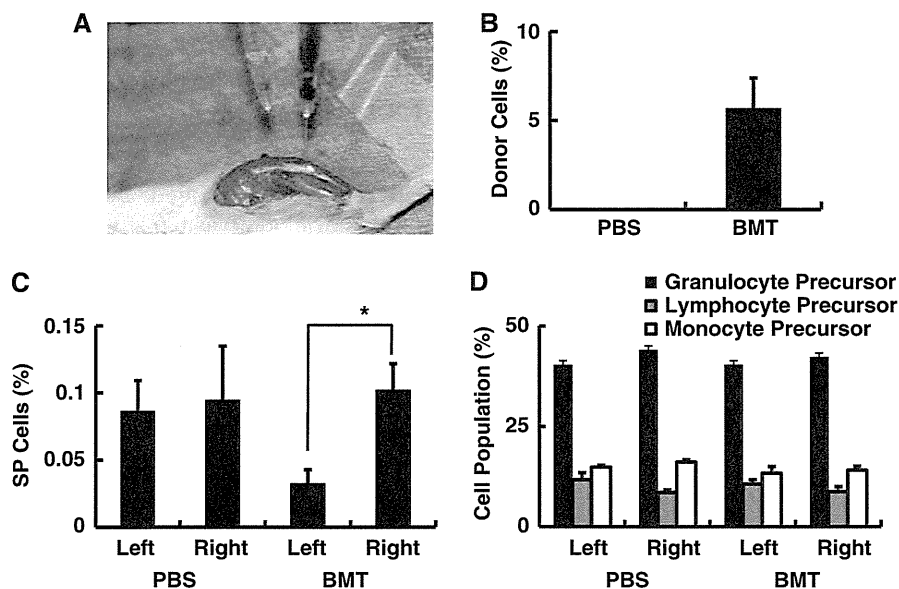 A
B
Donor Cells (%)
10
5
0
PBS
BMT
C
SP Cells (%)
0.15
0.1
0.05
0
*
Left
Right
Left
Right
PBS
BMT
D
Granulocyte Precursor
Lymphocyte Precursor
Monocyte Precursor
Cell Population (%)
50
25
0
Left
Right
Left
Right
PBS
BMT